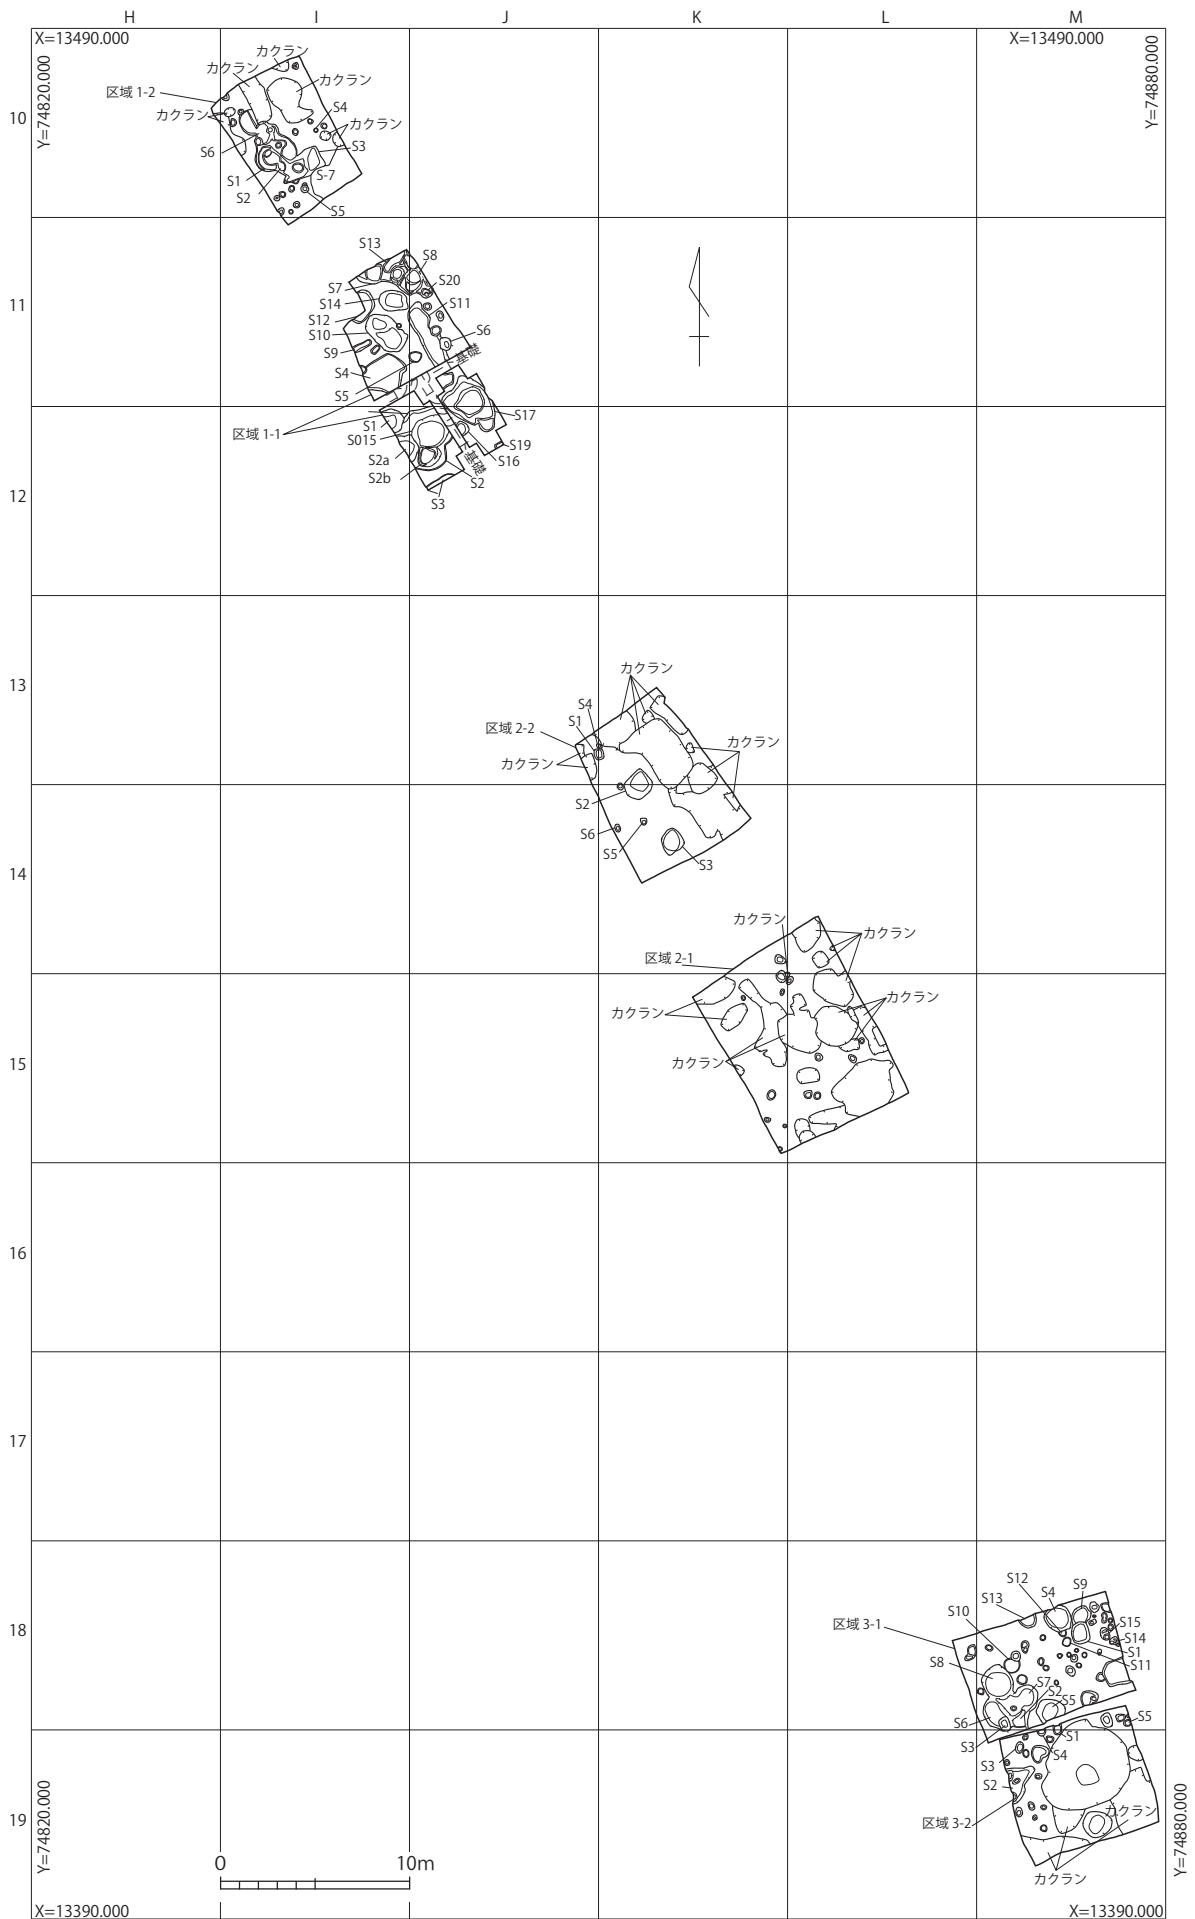 H I J K L M
X=13490.000 X=13490.000
Y=74820.000
Y=74880.000
10
カクラン
カクラン
カクラン
区域 1-2
カクラン
S4
カクラン
S6
S3
S1
S-7
S2
S5
11
S13
S8
S7
S20
S14
S11
S12
S10
S6
S9
基礎
S4
S5
S17
区域 1-1
S1
S015
S19
S2a
S16
基礎
S2b
S2
S3
12
13
カクラン
S4
S1
区域 2-2
カクラン
カクラン
S2
S6
S5
S3
14
カクラン
カクラン
区域 2-1
カクラン
カクラン
カクラン
15
16
17
18
S12
S4
S9
S13
S10
S15
区域 3-1
S14
S1
S8
S11
S7
S2
S5
S6
S5
S3
S1
S4
S3
S2
19
カクラン
区域 3-2
カクラン
Y=74820.000
Y=74880.000
0 10m
X=13390.000 X=13390.000